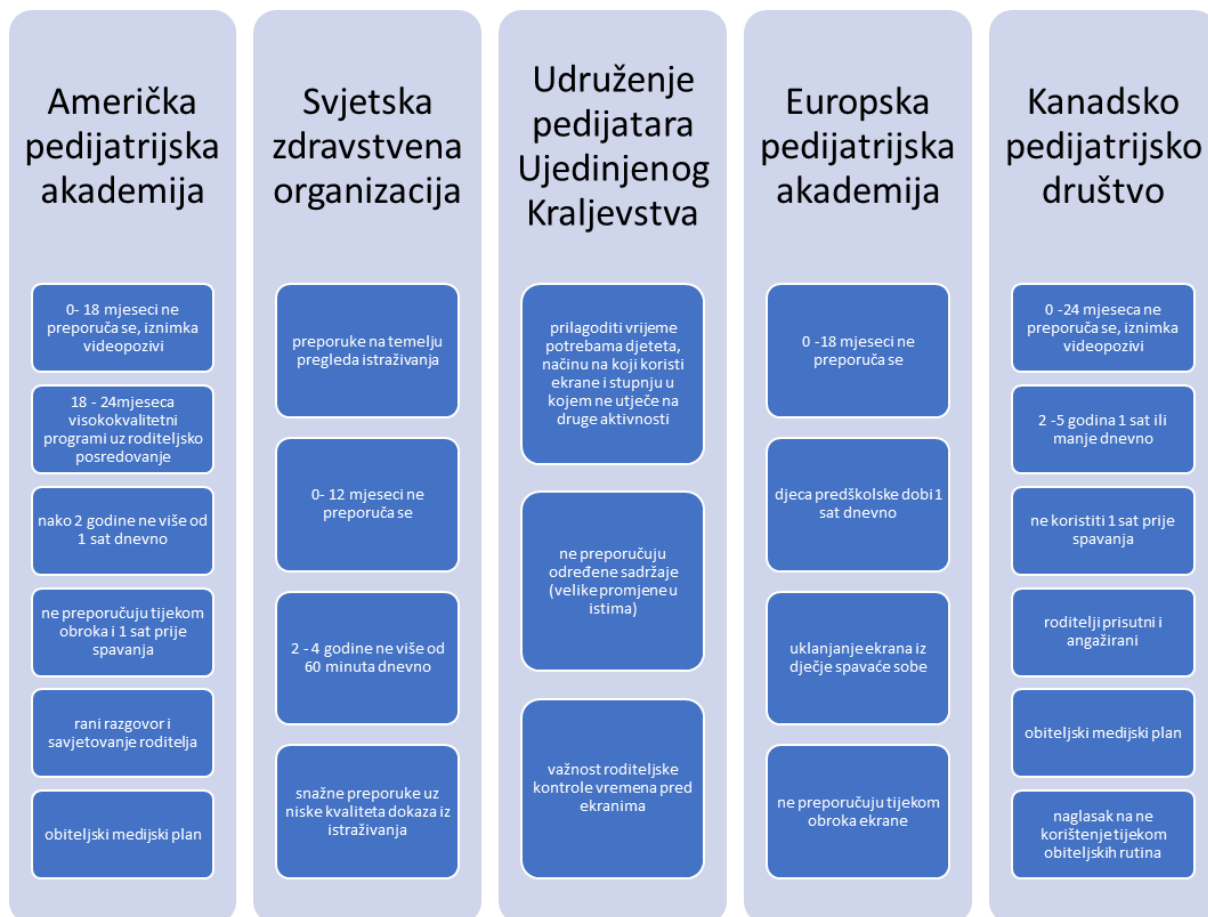 Américka
pedijatrijska
akademija
0- 18 mjeseci ne
preporuča se, iznimka
videopozivi
18 - 24mjeseca
visokokvalitetni
programi uz roditeljsko
posredovanje
nako 2 godine ne više od
1 sat dnevno
ne preporučuju tijekom
obroka i 1 sat prije
spavanja
rani razgovor i
savjetovanje roditelja
obiteljski medijski plan
Svjetska
zdravstvena
organizacija
preporuke na temelju
pregleda istraživanja
0- 12 mjeseci ne
preporuča se
2 - 4 godine ne više od
60 minuta dnevno
snažne preporuke uz
niske kvaliteta dokaza iz
istraživanja
Udruženje
pedijatara
Ujedinjenog
Kraljevstva
prilagoditi vrijeme
potrebama djeteta,
načinu na koji koristi
ekrane i stupnju u
kojem ne utječe na
druge aktivnosti
ne preporučuju
određene sadržaje
(velike promjene u
istima)
važnost roditeljske
kontrole vremena pred
ekranima
Europska
pedijatrijska
akademija
0 -18 mjeseci ne
preporuča se
djeca predškolske dobi 1
sat dnevno
uklanjanje ekrana iz
dječje spavaće sobe
ne preporučuju tijekom
obroka ekrane
Kanadsko
pedijatrijsko
društvo
0 -24 mjeseca ne
preporuča se, iznimka
videopozivi
2 -5 godina 1 sat ili
manje dnevno
ne koristiti 1 sat prije
spavanja
roditelji prisutni i
angažirani
obiteljski medijski plan
naglasak na ne
korištenje tijekom
obiteljskih rutina